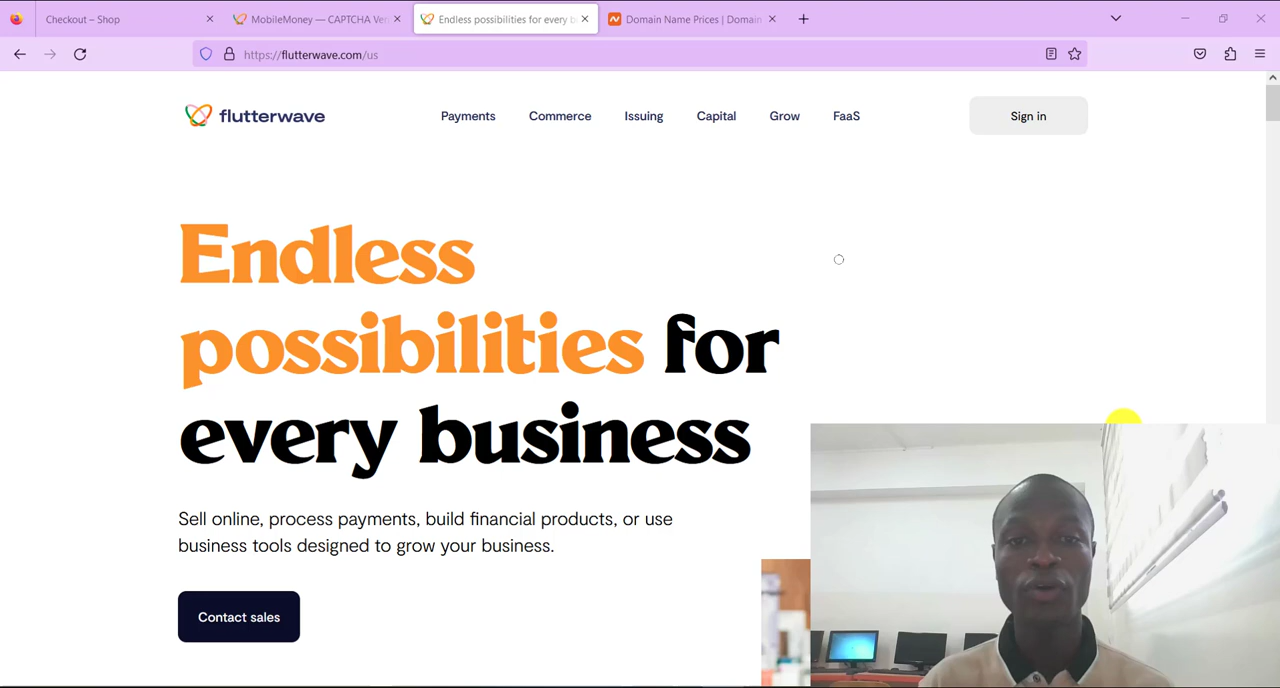 Checkout – Shop
MobileMoney — CAPTCHA Ver
Endless possibilities for every b
Domain Name Prices | Domain
https://flutterwave.com/us
flutterwave
Payments
Commerce
Issuing
Capital
Grow
FaaS
Sign in
Endless
possibilities for
every business
Sell online, process payments, build financial products, or use
business tools designed to grow your business.
Contact sales